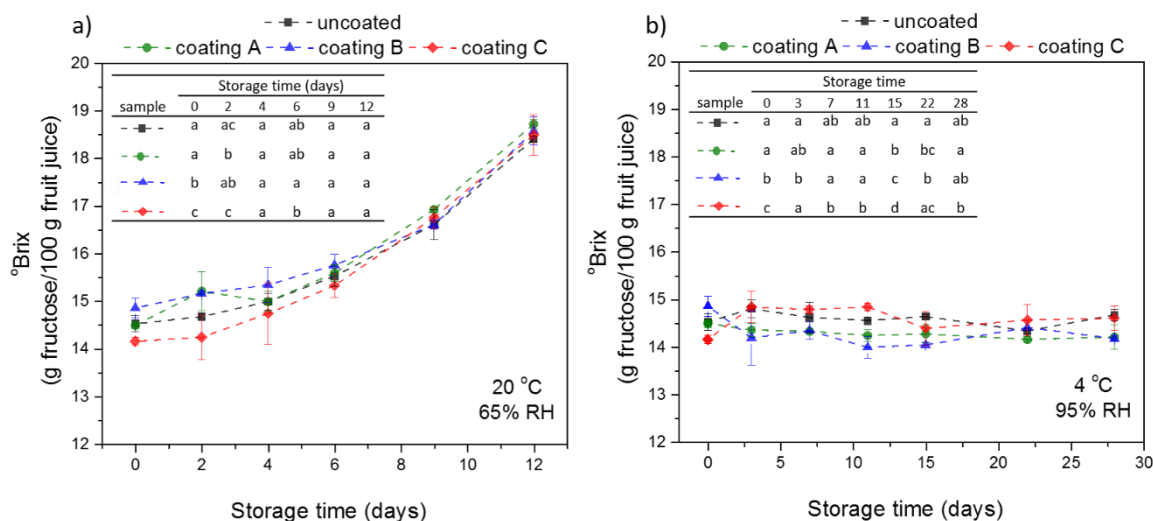 a)
uncoated
coating A coating B coating C
Storage time (days)
sample 0 2 4 6 9 12
a ac a ab a a
a b a ab a a
b ab a a a a
c c a b a a
20
19
18
17
16
15
14
13
12
°Brix
(g fructose/100 g fruit juice)
20 °C
65% RH
0 2 4 6 8 10 12
Storage time (days)
b)
uncoated
coating A coating B coating C
Storage time
sample 0 3 7 11 15 22 28
a a ab ab a a ab
a ab a a b bc a
b b a a c b ab
c a b b d ac b
20
19
18
17
16
15
14
13
12
°Brix
(g fructose/100 g fruit juice)
4 °C
95% RH
0 5 10 15 20 25 30
Storage time (days)